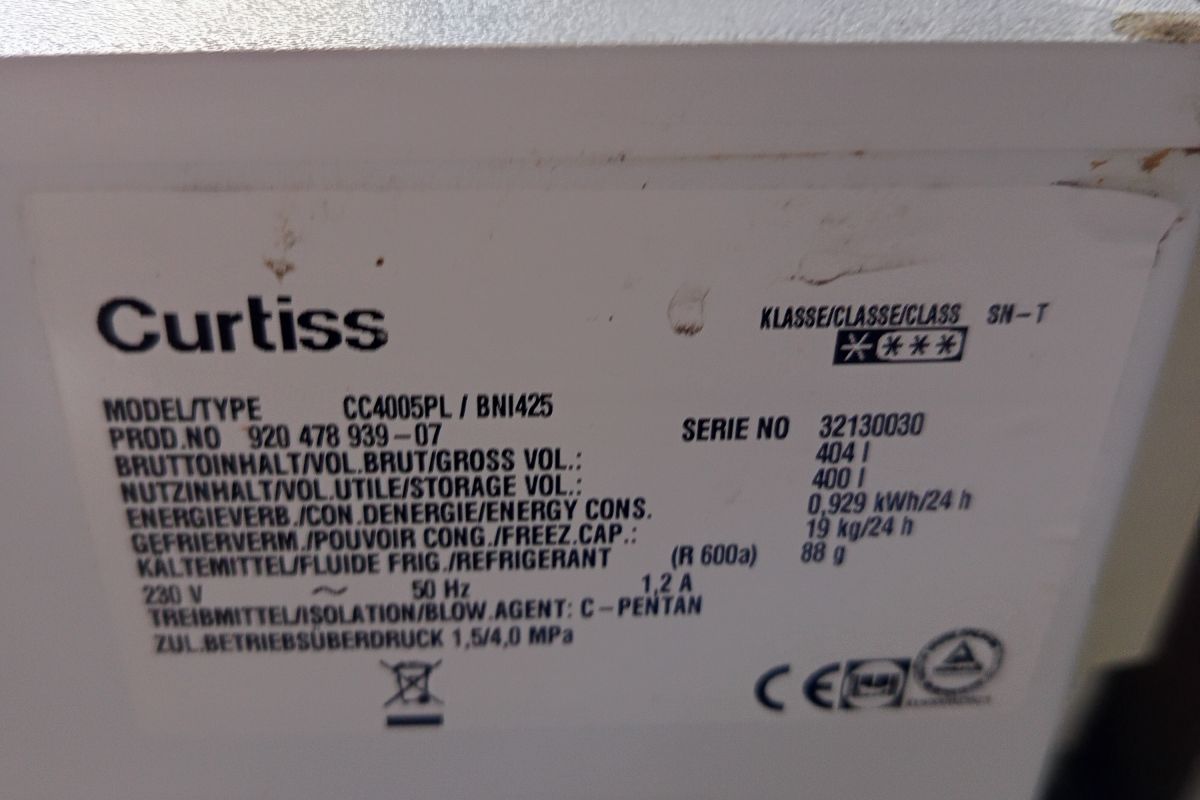 Curtiss
KLASSE/CLASSE/CLASS SN-T
****
MODEL/TYPE CC4005PL / BNI425
PROD.NO 920 478 939-07 SERIE NO 32130030
BRUTTOINHALT/VOL.BRUT/GROSS VOL.: 404 l
NUTZINHALT/VOL.UTILE/STORAGE VOL.: 400 l
ENERGIEVERB./CON.DENERGIE/ENERGY CONS. 0,929 kWh/24 h
GEFRIERVERM./POUVOIR CONG./FREEZ.CAP.: 19 kg/24 h
KALTEMITTEL/FLUIDE FRIG./REFRIGERANT (R 600a) 88 g
230 V ~ 50 Hz 1,2 A
TREIBMITTEL/ISOLATION/BLOW.AGENT: C-PENTAN
ZUL.BETRIEBSÜBERDRUCK 1,5/4,0 MPa
CE